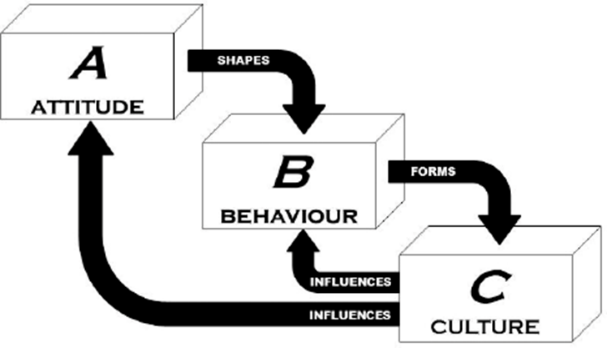 A
ATTITUDE
SHAPES
B
BEHAVIOUR
FORMS
C
CULTURE
INFLUENCES
INFLUENCES